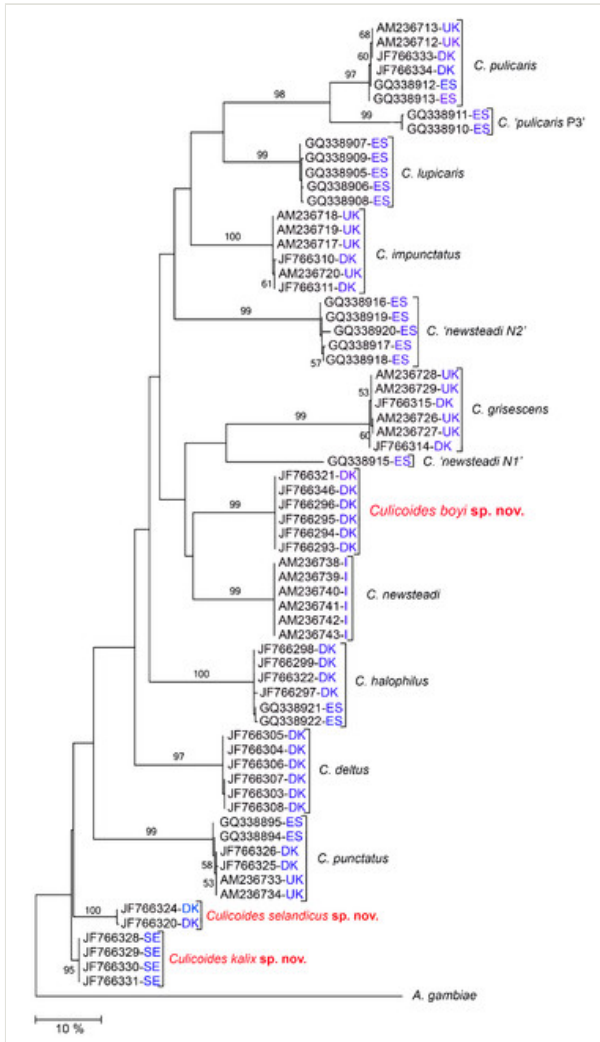 AM236713-UK
68
AM236712-UK
60
JF766333-DK
C. pulicaris
JF766334-DK
97
GQ338912-ES
98
GQ338913-ES
99
GQ338911-ES
C. 'pulicaris P3'
GQ338910-ES
GQ338907-ES
99
GQ338909-ES
GQ338905-ES
C. lupicaris
GQ338906-ES
GQ338908-ES
AM236718-UK
AM236719-UK
100
AM236717-UK
C. impunctatus
JF766310-DK
AM236720-UK
61
JF766311-DK
GQ338916-ES
99
GQ338919-ES
GQ338920-ES
C. 'newsteadi N2'
GQ338917-ES
57
GQ338918-ES
AM236728-UK
53
AM236729-UK
JF766315-DK
C. grisescens
99
AM236726-UK
AM236727-UK
60
JF766314-DK
GQ338915-ES
C. 'newsteadi N1'
JF766321-DK
JF766346-DK
99
JF766296-DK
Culicoides boyi sp. nov.
JF766295-DK
JF766294-DK
JF766293-DK
AM236738-I
AM236739-I
99
AM236740-I
C. newsteadi
AM236741-I
AM236742-I
AM236743-I
JF766298-DK
JF766299-DK
100
JF766322-DK
C. halophilus
JF766297-DK
GQ338921-ES
GQ338922-ES
JF766305-DK
JF766304-DK
97
JF766306-DK
C. deltus
JF766307-DK
JF766303-DK
JF766308-DK
GQ338895-ES
99
GQ338894-ES
JF766326-DK
C. punctatus
58
JF766325-DK
53
AM236733-UK
AM236734-UK
100
JF766324-DK
Culicoides selandicus sp. nov.
JF766320-DK
JF766328-SE
JF766329-SE
Culicoides kalix sp. nov.
95
JF766330-SE
JF766331-SE
A. gambiae
10 %